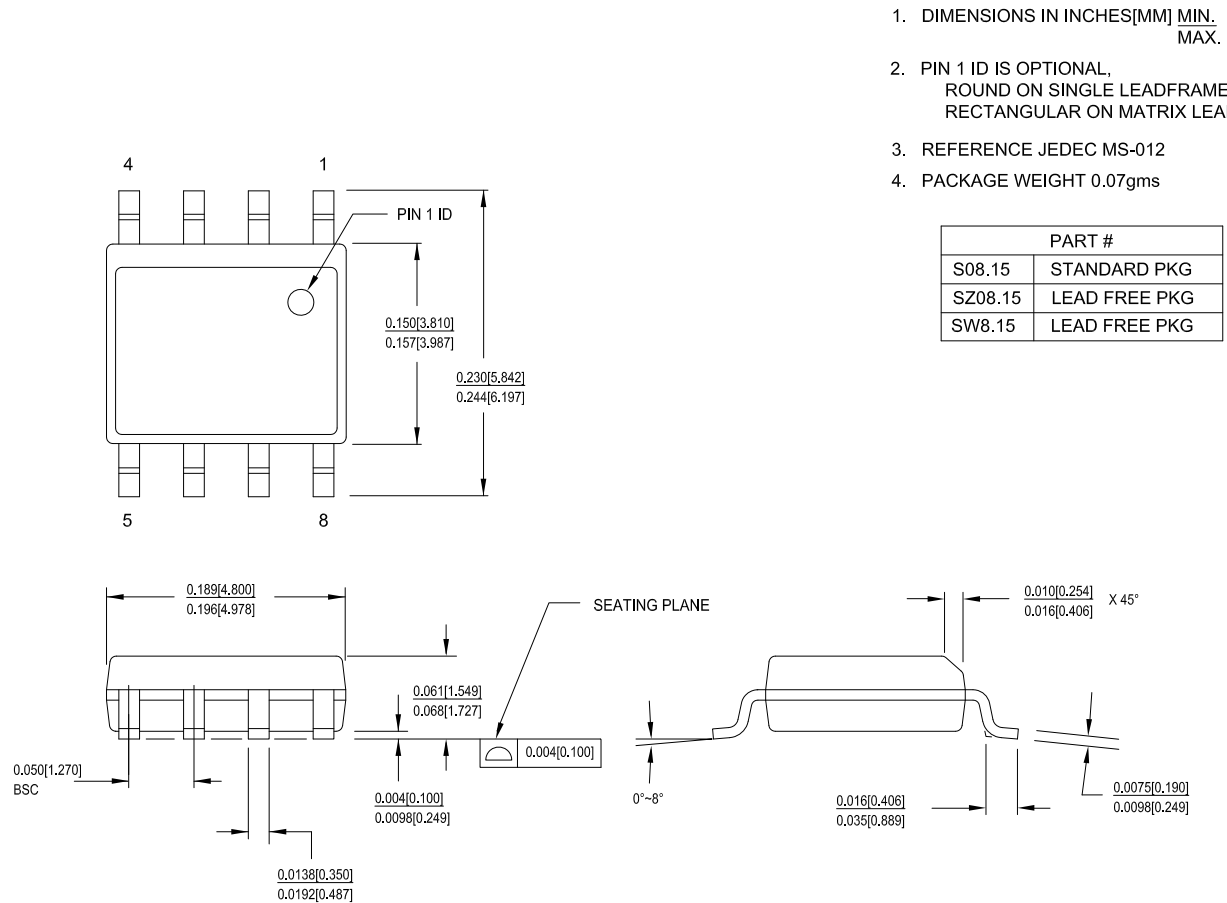 1. DIMENSIONS IN INCHES[MM] MIN.
MAX.
2. PIN 1 ID IS OPTIONAL,
ROUND ON SINGLE LEADFRAME
RECTANGULAR ON MATRIX
3. REFERENCE JEDEC MS-012
4. PACKAGE WEIGHT 0.07gms
PART #
S08.15 STANDARD PKG
SZ08.15 LEAD FREE PKG
SW8.15 LEAD FREE PKG
4 1
PIN 1 ID
0.150[3.810]
0.157[3.987]
0.230[5.842]
0.244[6.197]
5 8
0.189[4.800]
0.196[4.978]
SEATING PLANE
0.010[0.254]
0.016[0.406] X 45°
0.061[1.549]
0.068[1.727]
0.004[0.100]
0.050[1.270]
BSC
0.004[0.100]
0.0098[0.249]
0°~8°
0.016[0.406]
0.035[0.889]
0.0075[0.190]
0.0098[0.249]
0.0138[0.350]
0.0192[0.487]